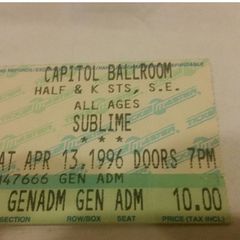 CAPITOL BALLROOM
HALF & K STS, S.E.
ALL AGES
SUBLIME
* * *
AT APR 13,1996 DOORS 7PM
M47666 GEN ADM
GENADM GEN ADM 10.00
SECTION ROW/BOX SEAT PRICE (TAX INCL)